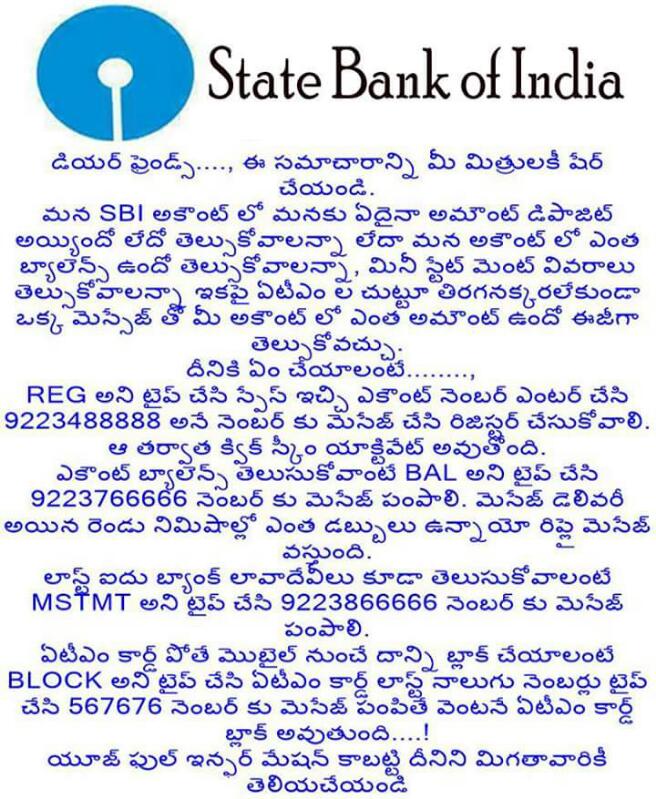 State Bank of India
డియర్ ఫ్రెండ్స్...., ఈ సమాచారాన్ని మీ మిత్రులకీ షేర్
చేయండి.
మన SBI అకౌంట్ లో మనకు ఏదైనా అమౌంట్ డిపాజిట్
అయ్యిందో లేదో తెల్సుకోవాలన్నా లేదా మన అకౌంట్ లో ఎంత
బ్యాలెన్స్ ఉందో తెల్సుకోవాలన్నా, మినీ స్టేట్ మెంట్ వివరాలు
తెల్సుకోవాలన్నా ఇకపై ఏటీఎం ల చుట్టూ తిరగనక్కరలేకుండా
ఒక్క మెస్సేజ్ తో మీ అకౌంట్ లో ఎంత అమౌంట్ ఉందో ఈజీగా
తెల్సుకోవచ్చు.
దీనికి ఏం చేయాలంటే........,
REG అని టైప్ చేసి స్పేస్ ఇచ్చి ఎకౌంట్ నెంబర్ ఎంటర్ చేసి
9223488888 అనే నెంబర్ కు మెసేజ్ చేసి రిజిస్టర్ చేసుకోవాలి.
ఆ తర్వాత క్విక్ స్కీం యాక్టివేట్ అవుతోంది.
ఎకౌంట్ బ్యాలెన్స్ తెలుసుకోవాంటే BAL అని టైప్ చేసి
9223766666 నెంబర్ కు మెసేజ్ పంపాలి. మెసేజ్ డెలివరీ
అయిన రెండు నిమిషాల్లో ఎంత డబ్బులు ఉన్నాయో రిప్లై మెసేజ్
వస్తుంది.
లాస్ట్ ఐదు బ్యాంక్ లావాదేవీలు కూడా తెలుసుకోవాలంటే
MSTMT అని టైప్ చేసి 9223866666 నెంబర్ కు మెసేజ్
పంపాలి.
ఏటీఎం కార్డ్ పోతే మొబైల్ నుంచే దాన్ని బ్లాక్ చేయాలంటే
BLOCK అని టైప్ చేసి ఏటీఎం కార్డ్ లాస్ట్ నాలుగు నెంబర్లు టైప్
చేసి 567676 నెంబర్ కు మెసేజ్ పంపితే వెంటనే ఏటీఎం కార్డ్
బ్లాక్ అవుతుంది....!
యూజ్ ఫుల్ ఇన్ఫర్ మేషన్ కాబట్టి దీనిని మిగతావారికీ
తెలియచేయండి